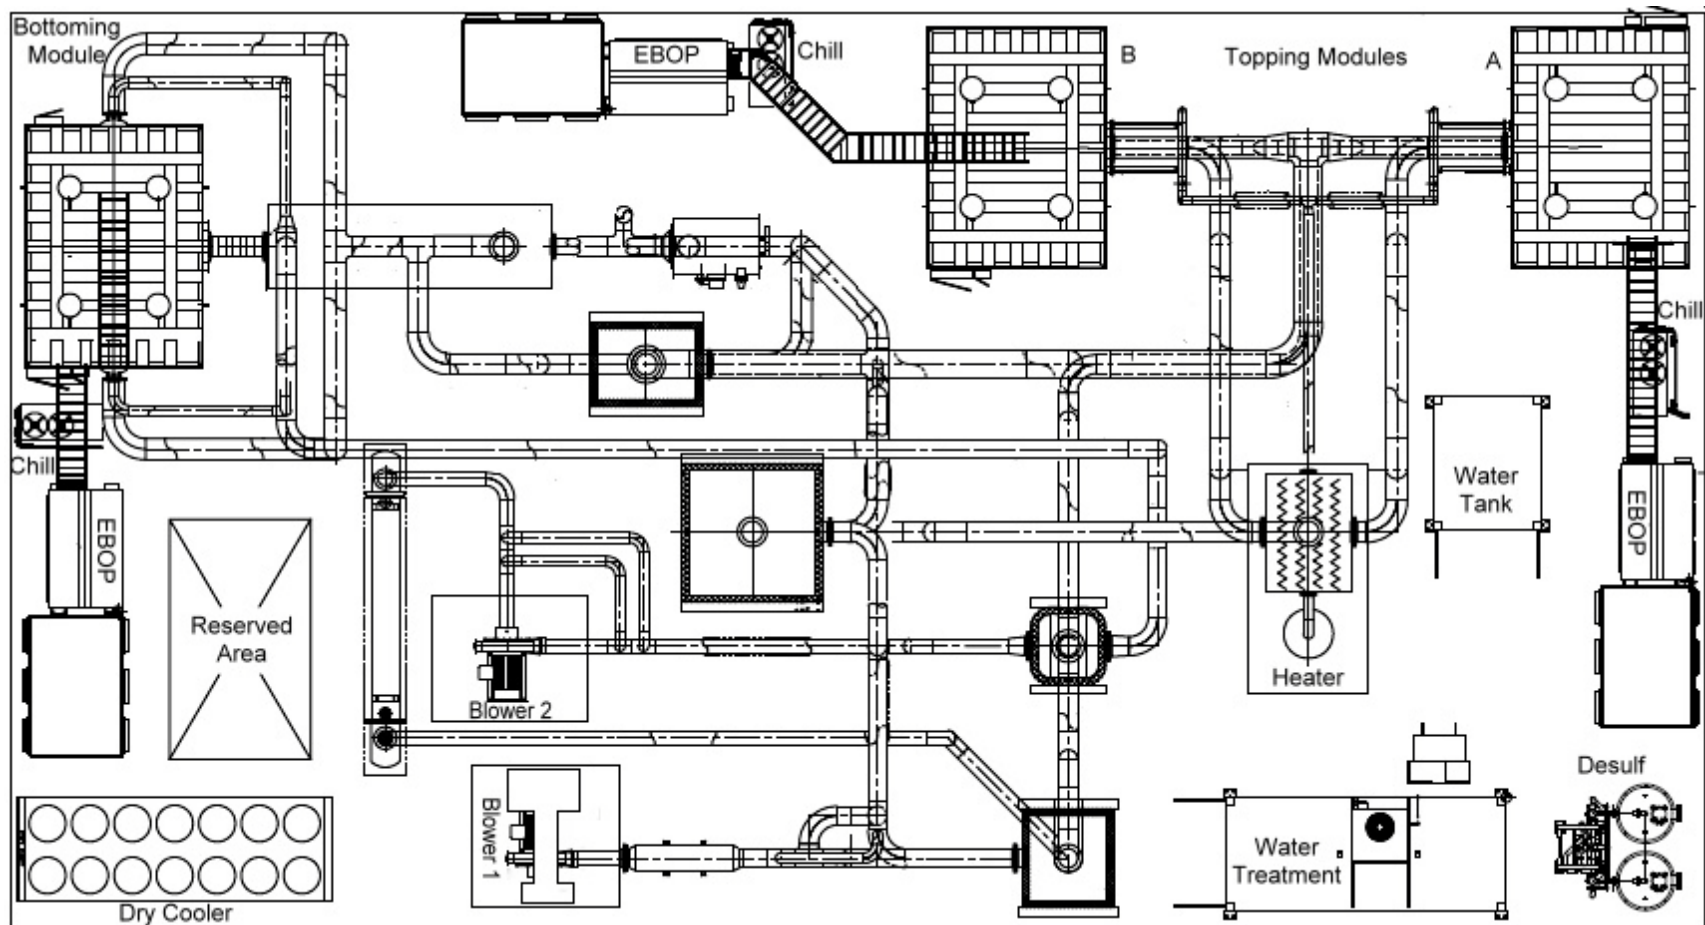 Bottoming
Module
EBOP
Chill
B
Topping Modules
A
Chill
Chill
EBOP
Water
Tank
EBOP
Reserved
Area
Heater
Blower 2
Desulf
Blower 1
Water
Treatment
Dry Cooler